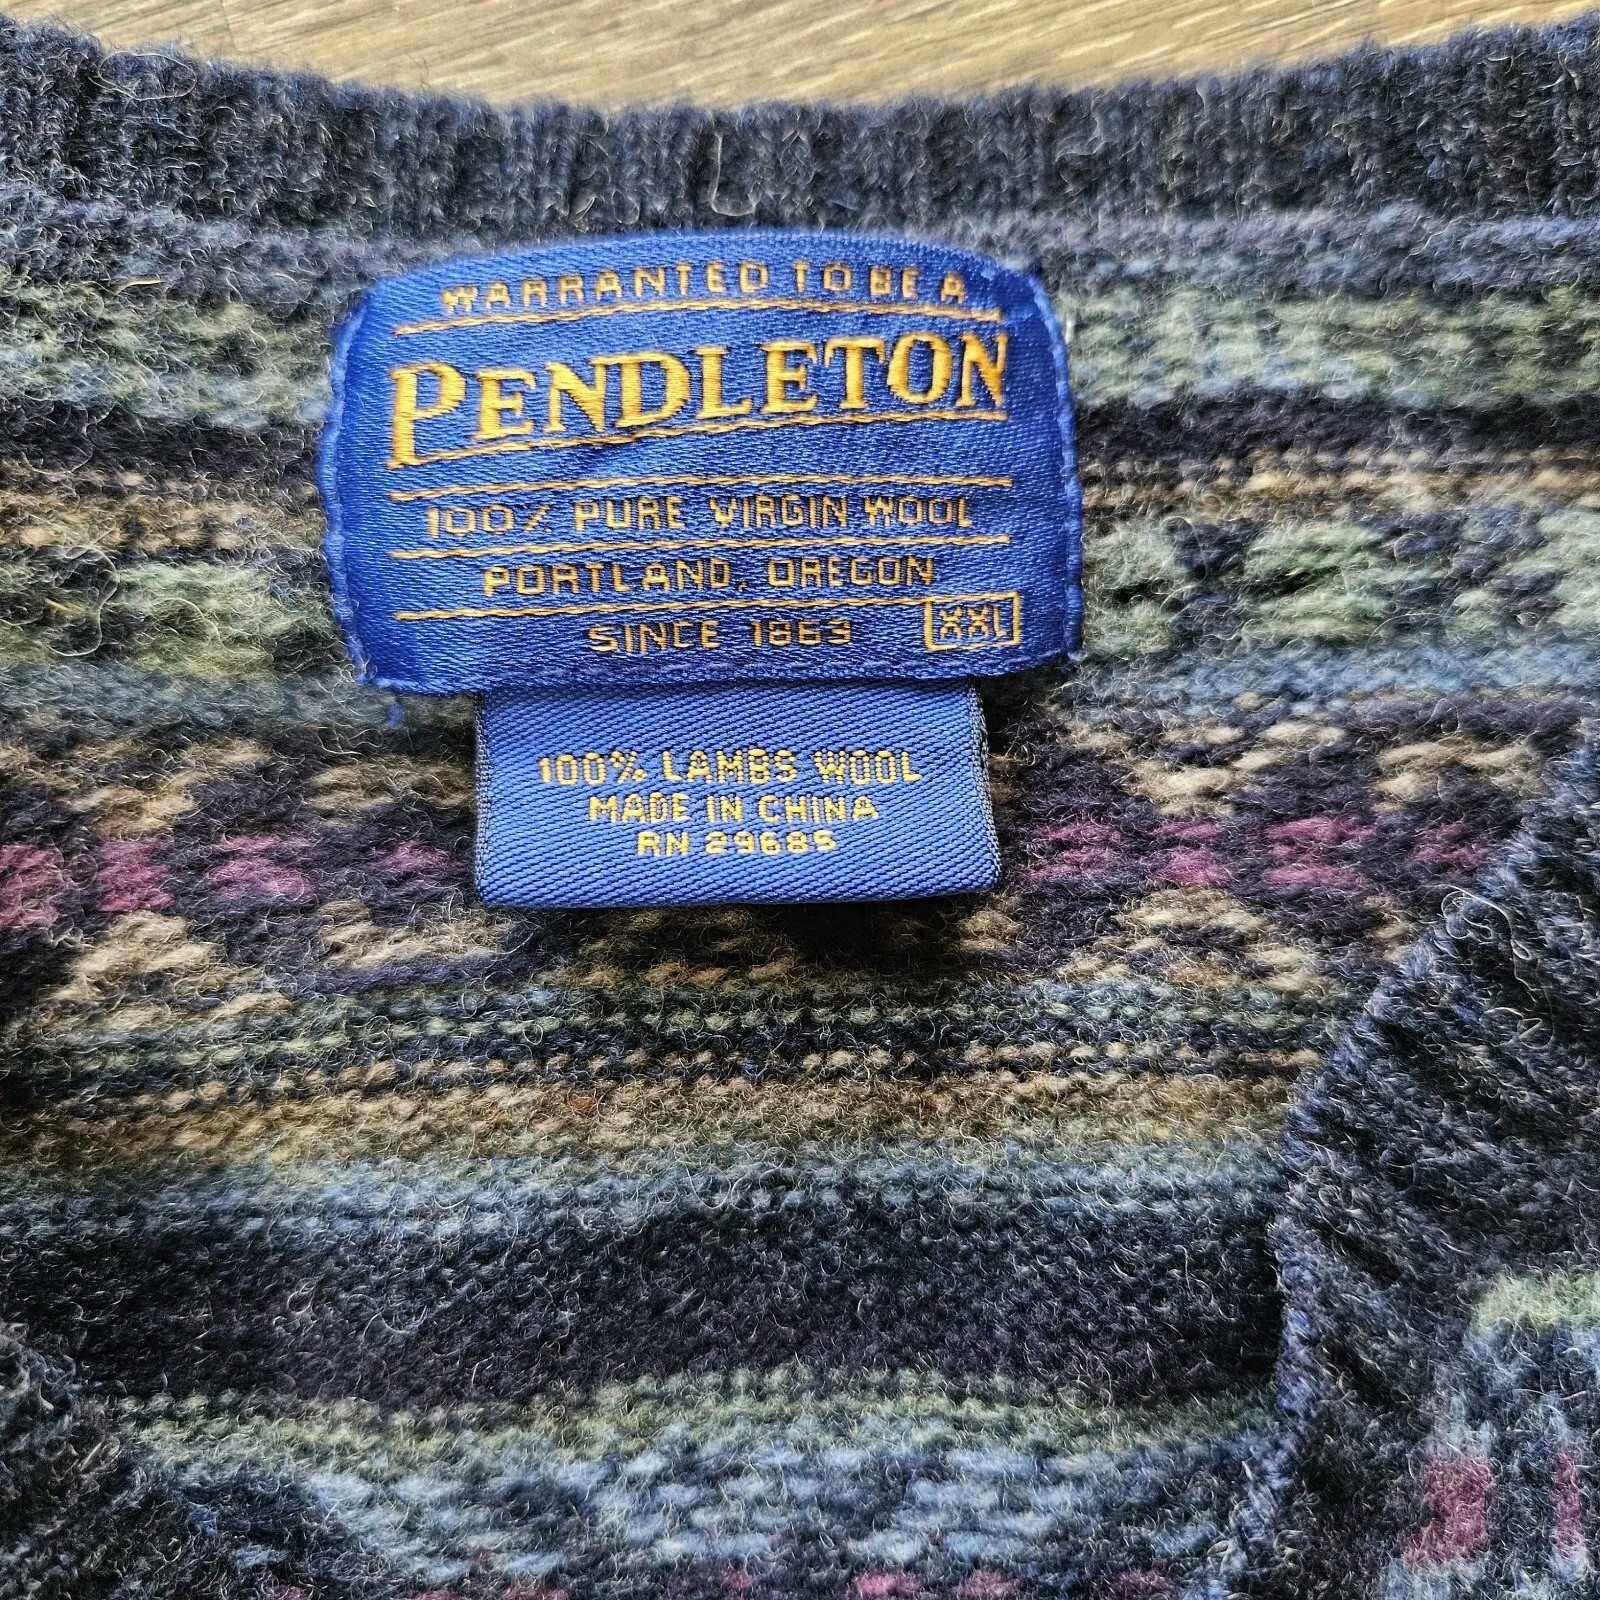 WARRANTED TO BE A
PENDLETON
100% PURE VIRGIN WOOL
PORTLAND, OREGON
SINCE 1863 XXL
100% LAMBS WOOL
MADE IN CHINA
RN 29685